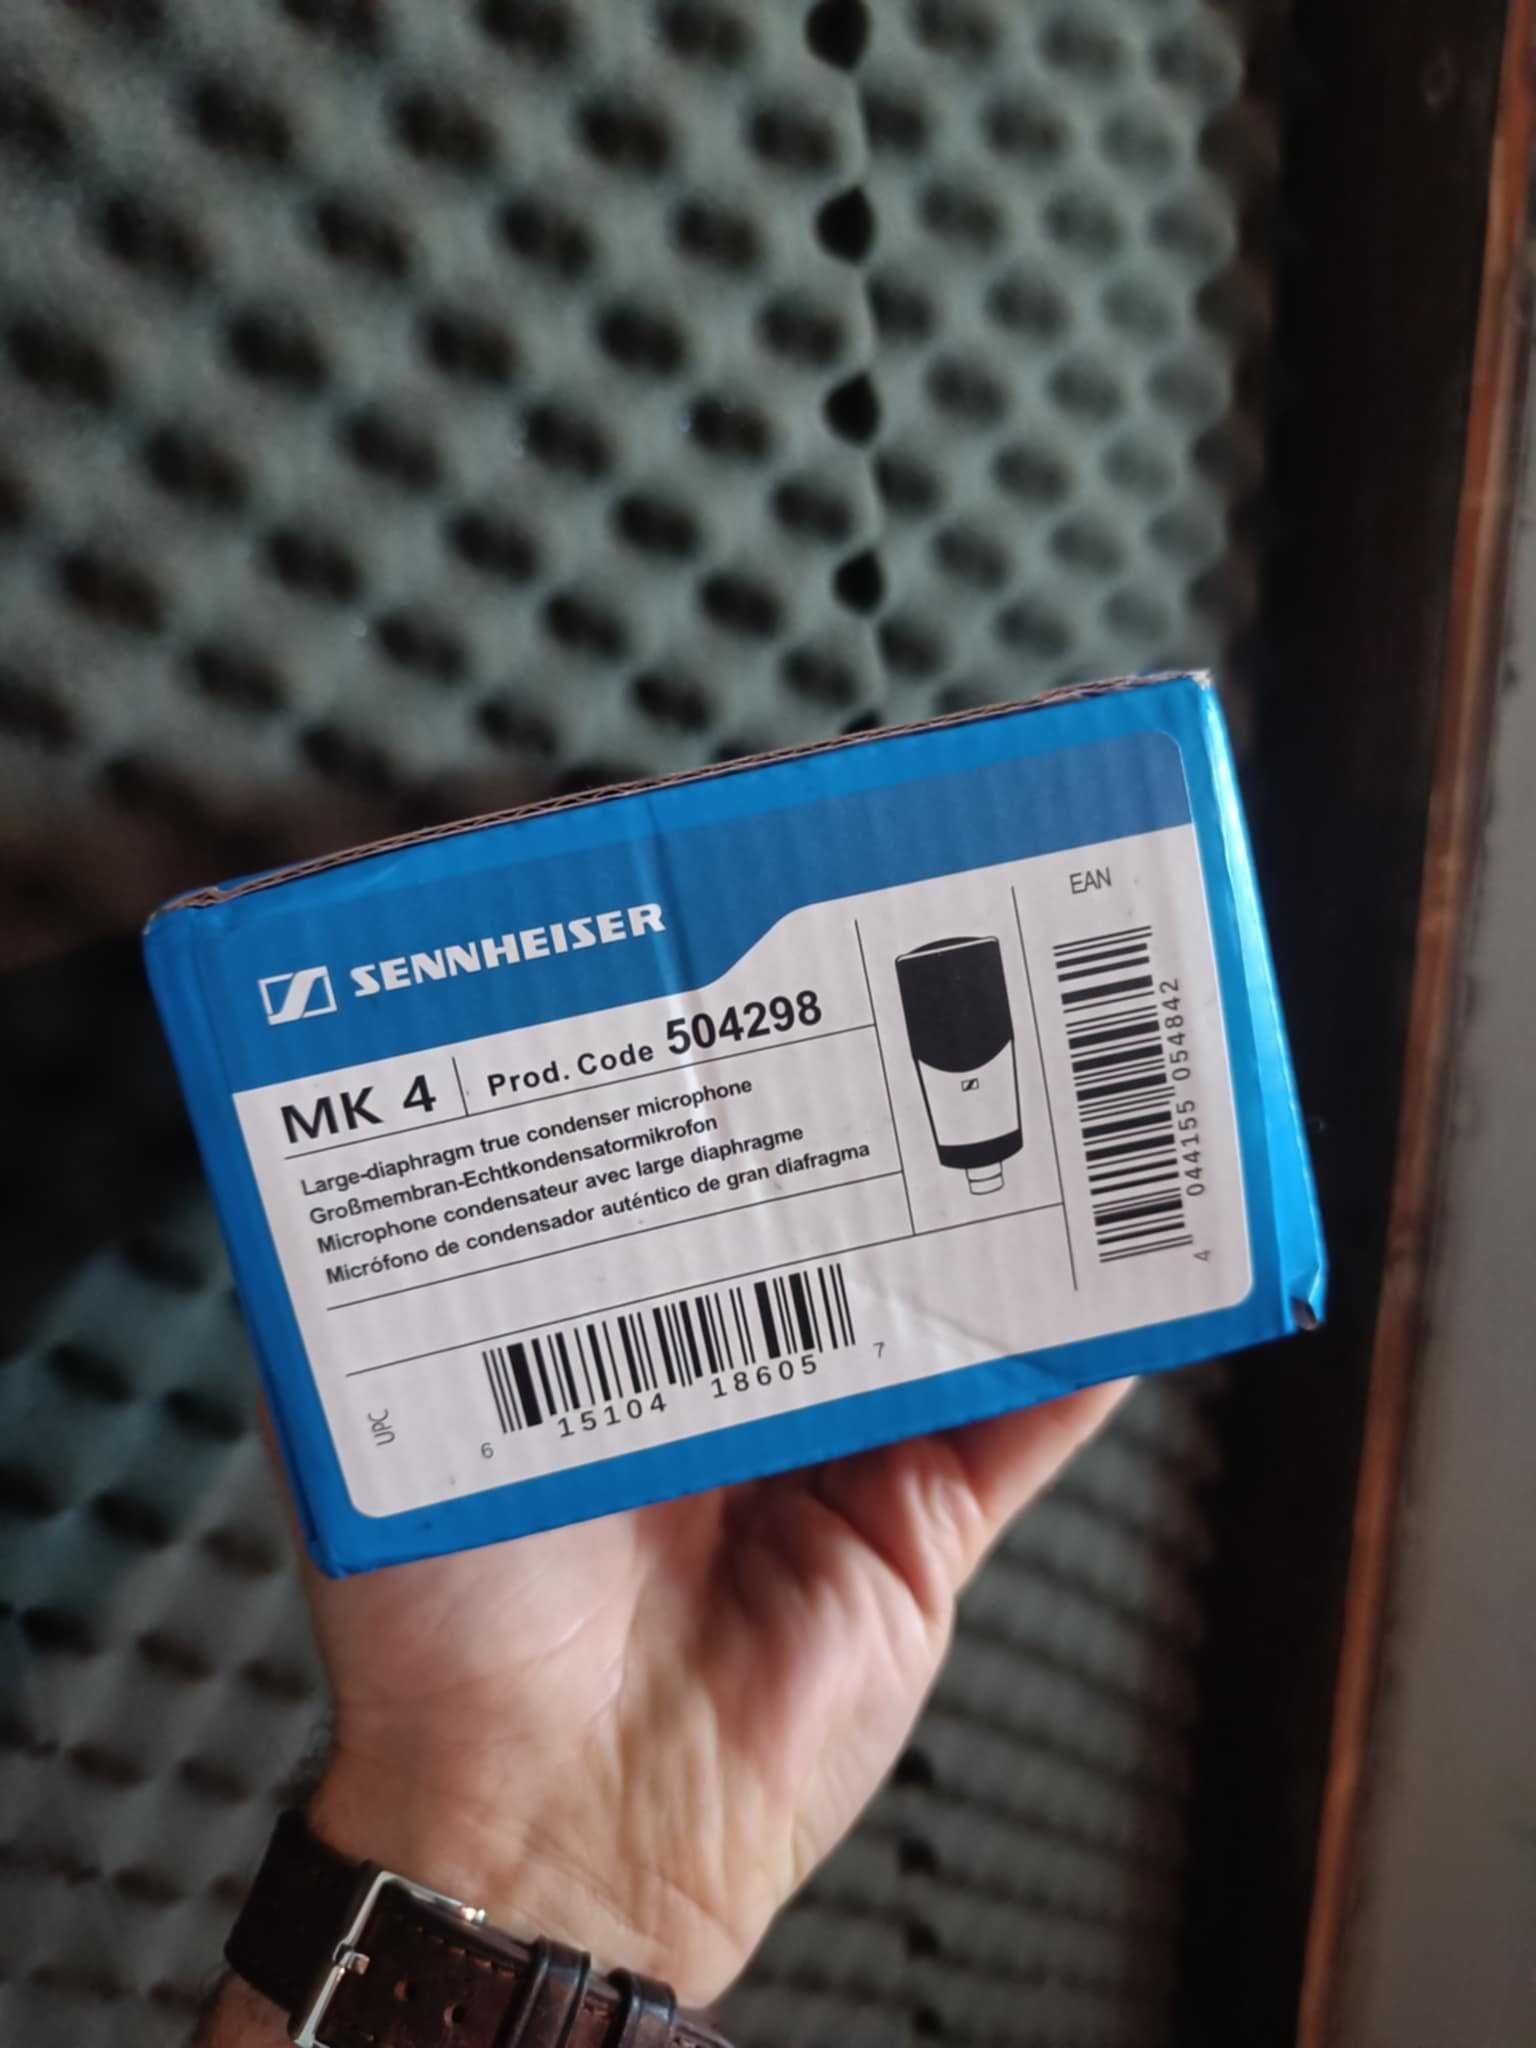 SENNHEISER
MK 4 Prod. Code 504298
Large-diaphragm true condenser microphone
Großmembran-Echtkondensatormikrofon
Microphone condensateur avec large diaphragme
Micrófono de condensador auténtico de gran diafragma
EAN
4 044155 054842
UPC
6 15104 18605 7